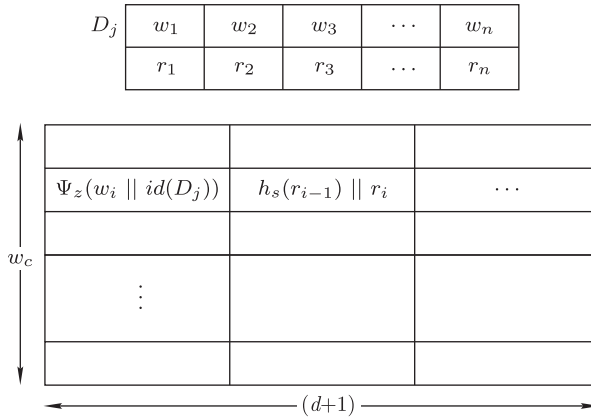 D_j w_1 w_2 w_3 ⋯ w_n
r_1 r_2 r_3 ⋯ r_n
Ψ_z(w_i || id(D_j)) h_s(r_{i−1}) || r_i ⋯
w_c
⋮
(d+1)